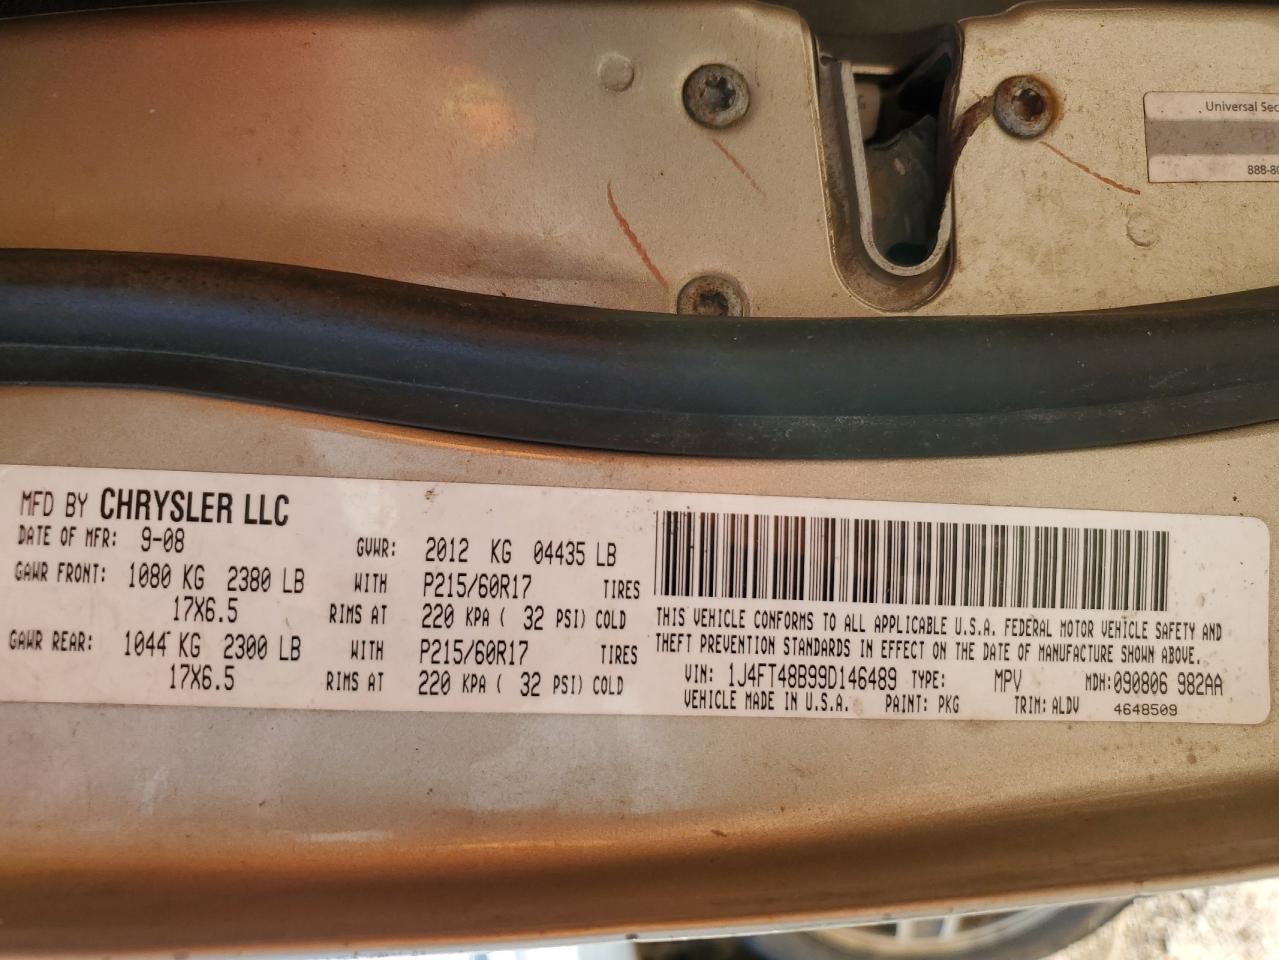 Universal Sec
888-80
MFD BY CHRYSLER LLC
DATE OF MFR: 9-08 GVWR: 2012 KG 04435 LB
GAWR FRONT: 1080 KG 2380 LB WITH P215/60R17 TIRES
17X6.5 RIMS AT 220 KPA ( 32 PSI) COLD
GAWR REAR: 1044 KG 2300 LB WITH P215/60R17 TIRES
17X6.5 RIMS AT 220 KPA ( 32 PSI) COLD
THIS VEHICLE CONFORMS TO ALL APPLICABLE U.S.A. FEDERAL MOTOR VEHICLE SAFETY AND
THEFT PREVENTION STANDARDS IN EFFECT ON THE DATE OF MANUFACTURE SHOWN ABOVE.
VIN: 1J4FT48B99D146489 TYPE: MPV MDH:090806 982AA
VEHICLE MADE IN U.S.A. PAINT: PKG TRIM: ALDV 4648509